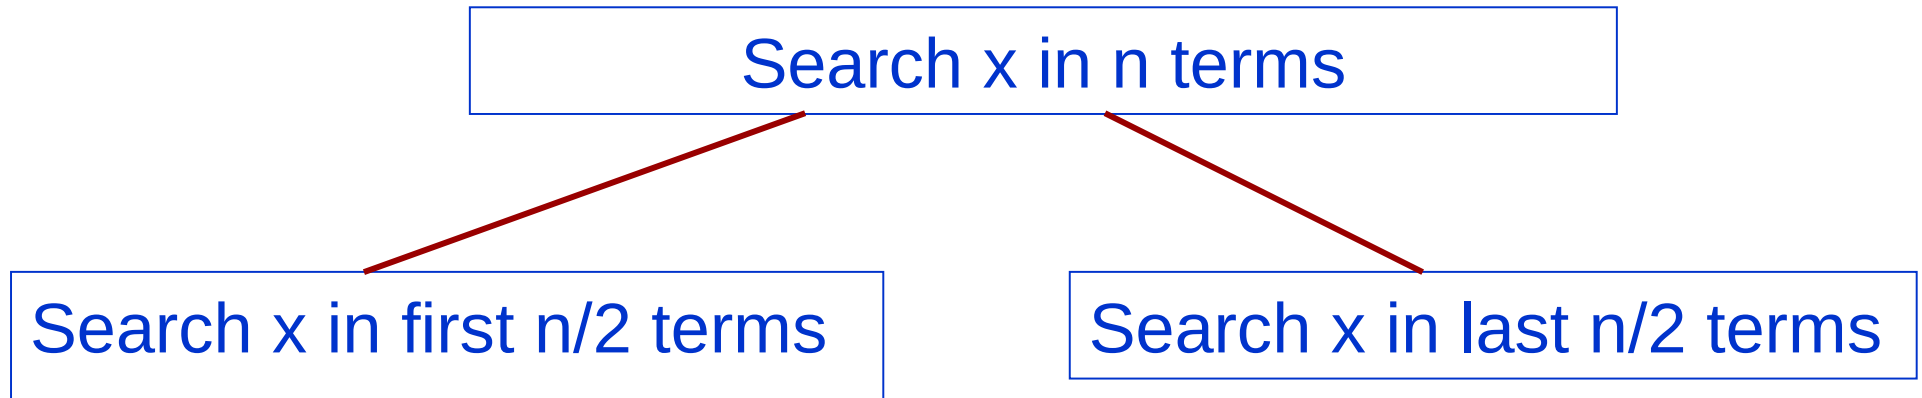 Search x in n terms
Search x in first n/2 terms
Search x in last n/2 terms